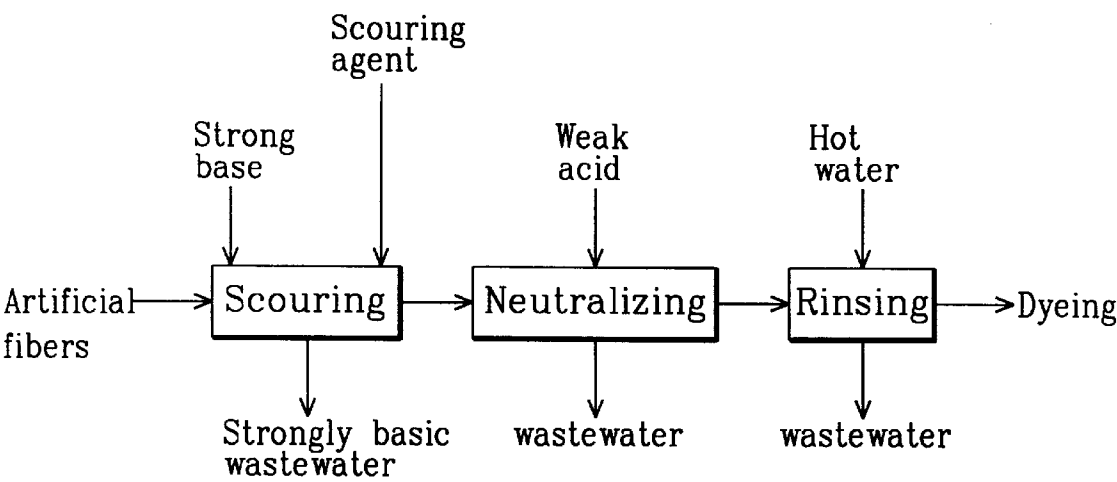 Scouring
agent
Strong
base
Weak
acid
Hot
water
Artificial
fibers
Scouring
Neutralizing
Rinsing
Dyeing
Strongly basic
wastewater
wastewater
wastewater